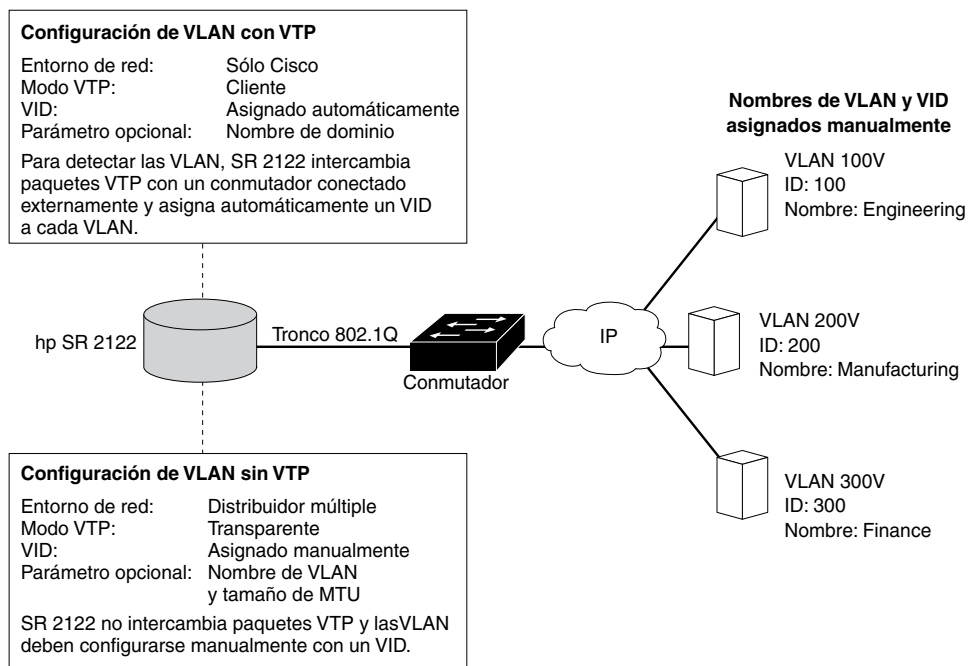 Configuración de VLAN con VTP
Entorno de red: Sólo Cisco
Modo VTP: Cliente
VID: Asignado automáticamente
Parámetro opcional: Nombre de dominio
Para detectar las VLAN, SR 2122 intercambia
paquetes VTP con un conmutador conectado
externamente y asigna automáticamente un VID
a cada VLAN.
Nombres de VLAN y VID
asignados manualmente
VLAN 100V
ID: 100
Nombre: Engineering
hp SR 2122
Tronco 802.1Q
Conmutador
IP
VLAN 200V
ID: 200
Nombre: Manufacturing
Configuración de VLAN sin VTP
Entorno de red: Distribuidor múltiple
Modo VTP: Transparente
VID: Asignado manualmente
Parámetro opcional: Nombre de VLAN
y tamaño de MTU
SR 2122 no intercambia paquetes VTP y lasVLAN
deben configurarse manualmente con un VID.
VLAN 300V
ID: 300
Nombre: Finance